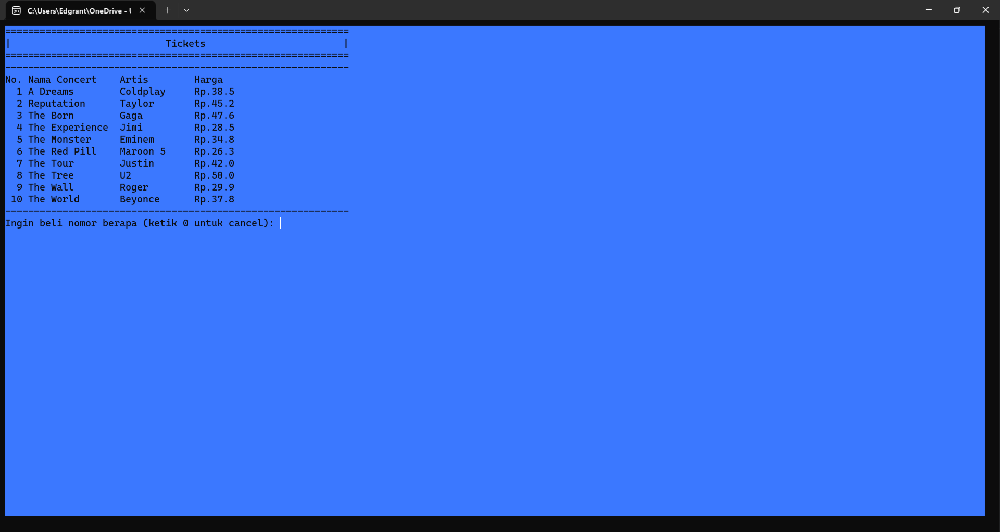 C:\Users\Edgrant\OneDrive -
============================================================
| Tickets |
============================================================
------------------------------------------------------------
No. Nama Concert Artis Harga
1 A Dreams Coldplay Rp.38.5
2 Reputation Taylor Rp.45.2
3 The Born Gaga Rp.47.6
4 The Experience Jimi Rp.28.5
5 The Monster Eminem Rp.34.8
6 The Red Pill Maroon 5 Rp.26.3
7 The Tour Justin Rp.42.0
8 The Tree U2 Rp.50.0
9 The Wall Roger Rp.29.9
10 The World Beyonce Rp.37.8
------------------------------------------------------------
Ingin beli nomor berapa (ketik 0 untuk cancel):